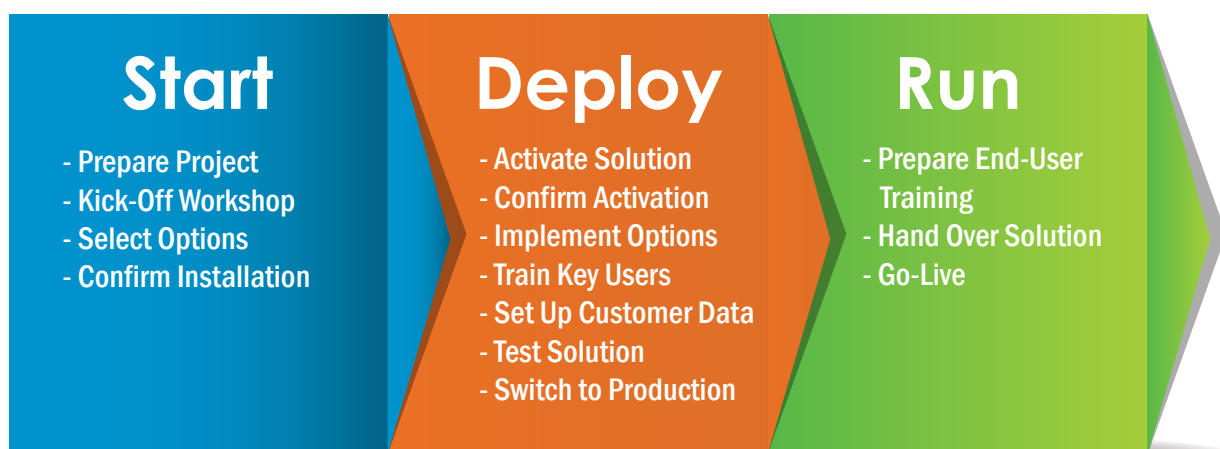 Start
- Prepare Project
- Kick-Off Workshop
- Select Options
- Confirm Installation
Deploy
- Activate Solution
- Confirm Activation
- Implement Options
- Train Key Users
- Set Up Customer Data
- Test Solution
- Switch to Production
Run
- Prepare End-User
Training
- Hand Over Solution
- Go-Live